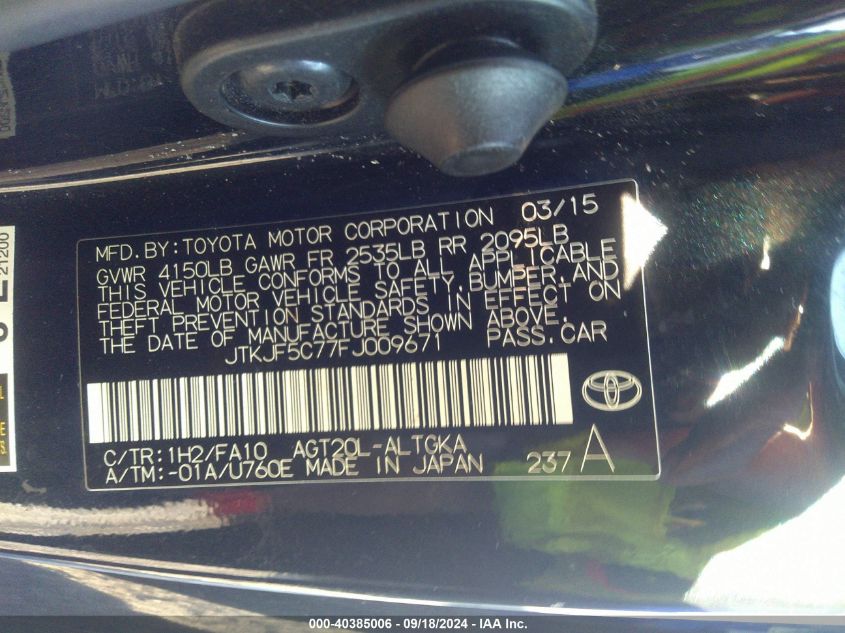 MFD.BY:TOYOTA MOTOR CORPORATION 03/15
GVWR 4150LB GAWR FR 2535LB RR 2095LB
THIS VEHICLE CONFORMS TO ALL APPLICABLE
FEDERAL MOTOR VEHICLE SAFETY,BUMPER,AND
THEFT PREVENTION STANDARDS IN EFFECT ON
THE DATE OF MANUFACTURE SHOWN ABOVE.
JTKJF5C77FJ009671 PASS.CAR
C/TR:1H2/FA10 AGT20L-ALTGKA
A/TM:-01A/U760E MADE IN JAPAN 237 A
21200
000-40385006 - 09/18/2024 - IAA Inc.